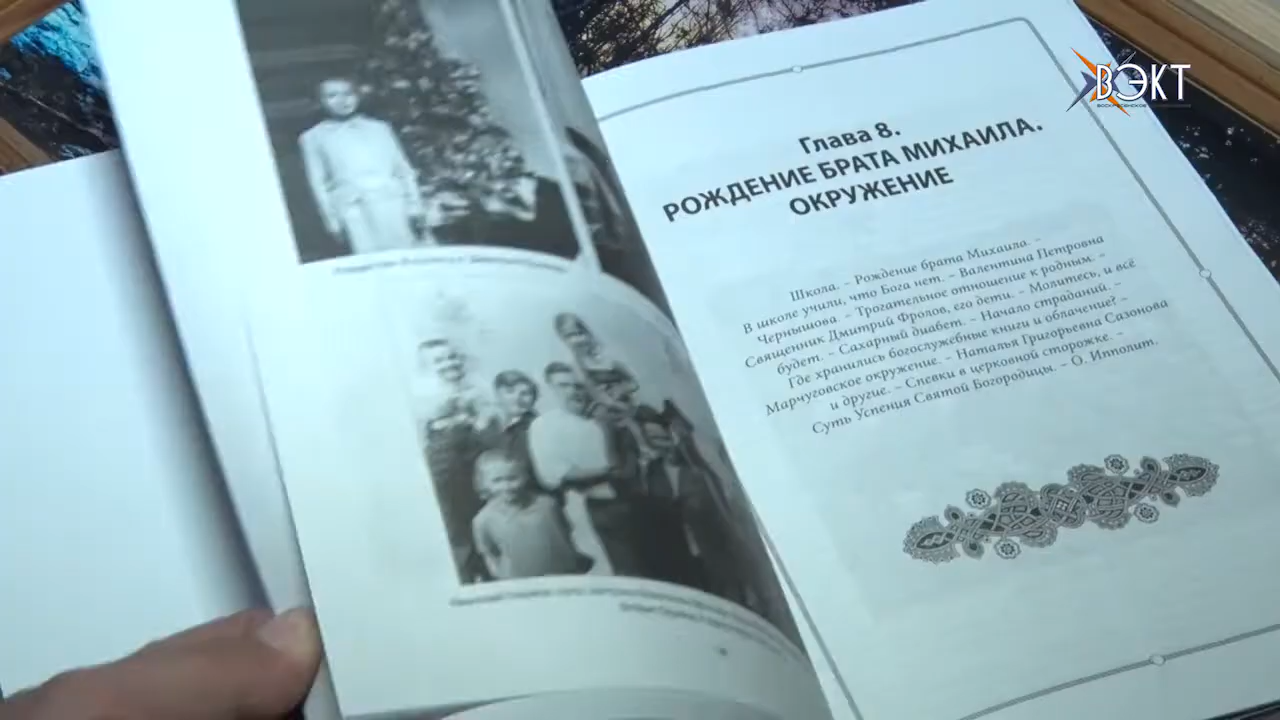 ВЭКТ
Глава 8.
РОЖДЕНИЕ БРАТА МИХАИЛА.
ОКРУЖЕНИЕ
Школа. – Рождение брата Михаила. –
В школе учили, что Бога нет. – Валентина Петровна
Чернышова. – Трогательное отношение к родным. –
Священник Дмитрий Фролов, его дети. – Молитесь, и всё
будет. – Сахарный диабет. – Начало страданий. –
Где хранились богослужебные книги и облачение? –
Марчуговское окружение. – Наталья Григорьевна Сазонова
и другие. – Спевки в церковной сторожке. –
Суть Успения Святой Богородицы. – О. Ипполит.